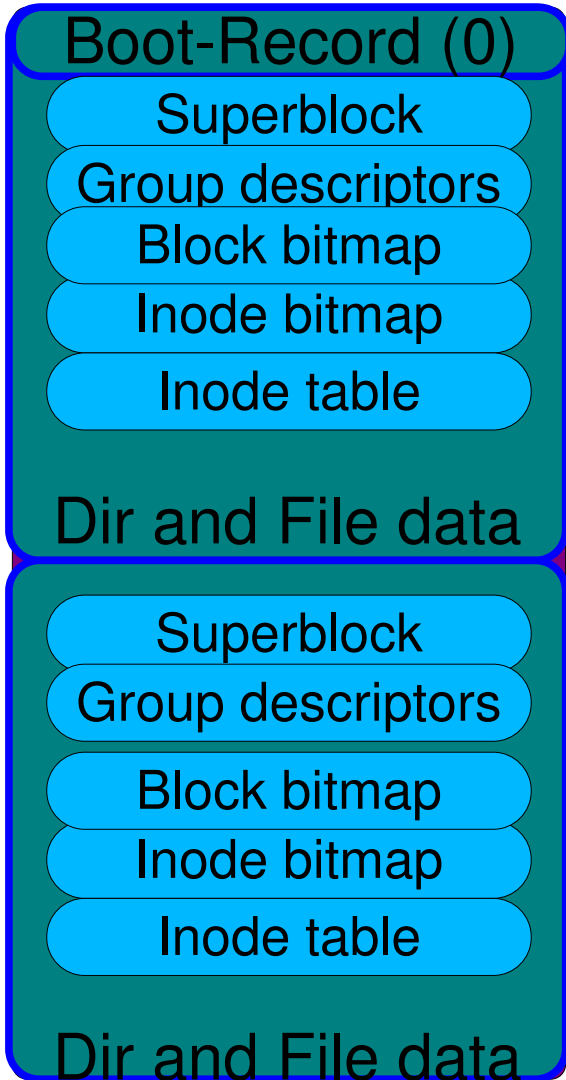 Boot-Record (0)
Superblock
Group descriptors
Block bitmap
Inode bitmap
Inode table
Dir and File data
Superblock
Group descriptors
Block bitmap
Inode bitmap
Inode table
Dir and File data